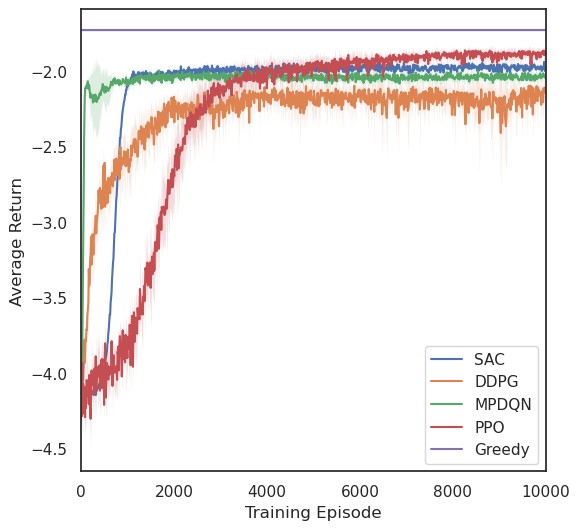 −2.0
−2.5
−3.0
−3.5
−4.0
−4.5
Average Return
0 2000 4000 6000 8000 10000
Training Episode
SAC
DDPG
MPDQN
PPO
Greedy